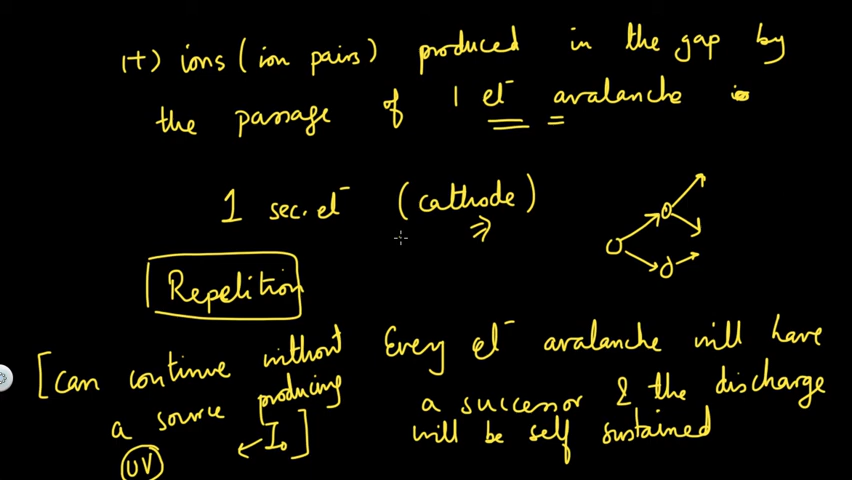 (+) ions (ion pairs) produced in the gap by
the passage of 1 el⁻ avalanche is
1 sec. el⁻ (cathode)
⇒
Repetition
[can continue without
a source producing
← I₀]
UV
Every el⁻ avalanche will have
a successor & the discharge
will be self sustained